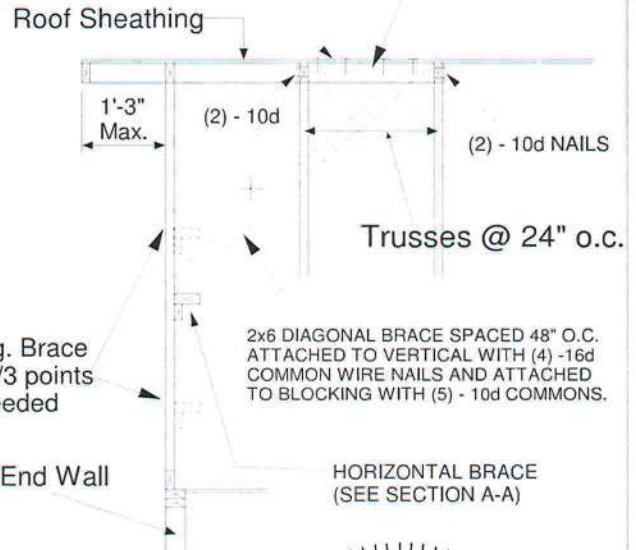 Roof Sheathing
1'-3"
Max.
(2) - 10d
(2) - 10d NAILS
Trusses @ 24" o.c.
2x6 DIAGONAL BRACE SPACED 48" O.C.
ATTACHED TO VERTICAL WITH (4) -16d
COMMON WIRE NAILS AND ATTACHED
TO BLOCKING WITH (5) - 10d COMMONS.
Brace
/3 points
End Wall
HORIZONTAL BRACE
(SEE SECTION A-A)